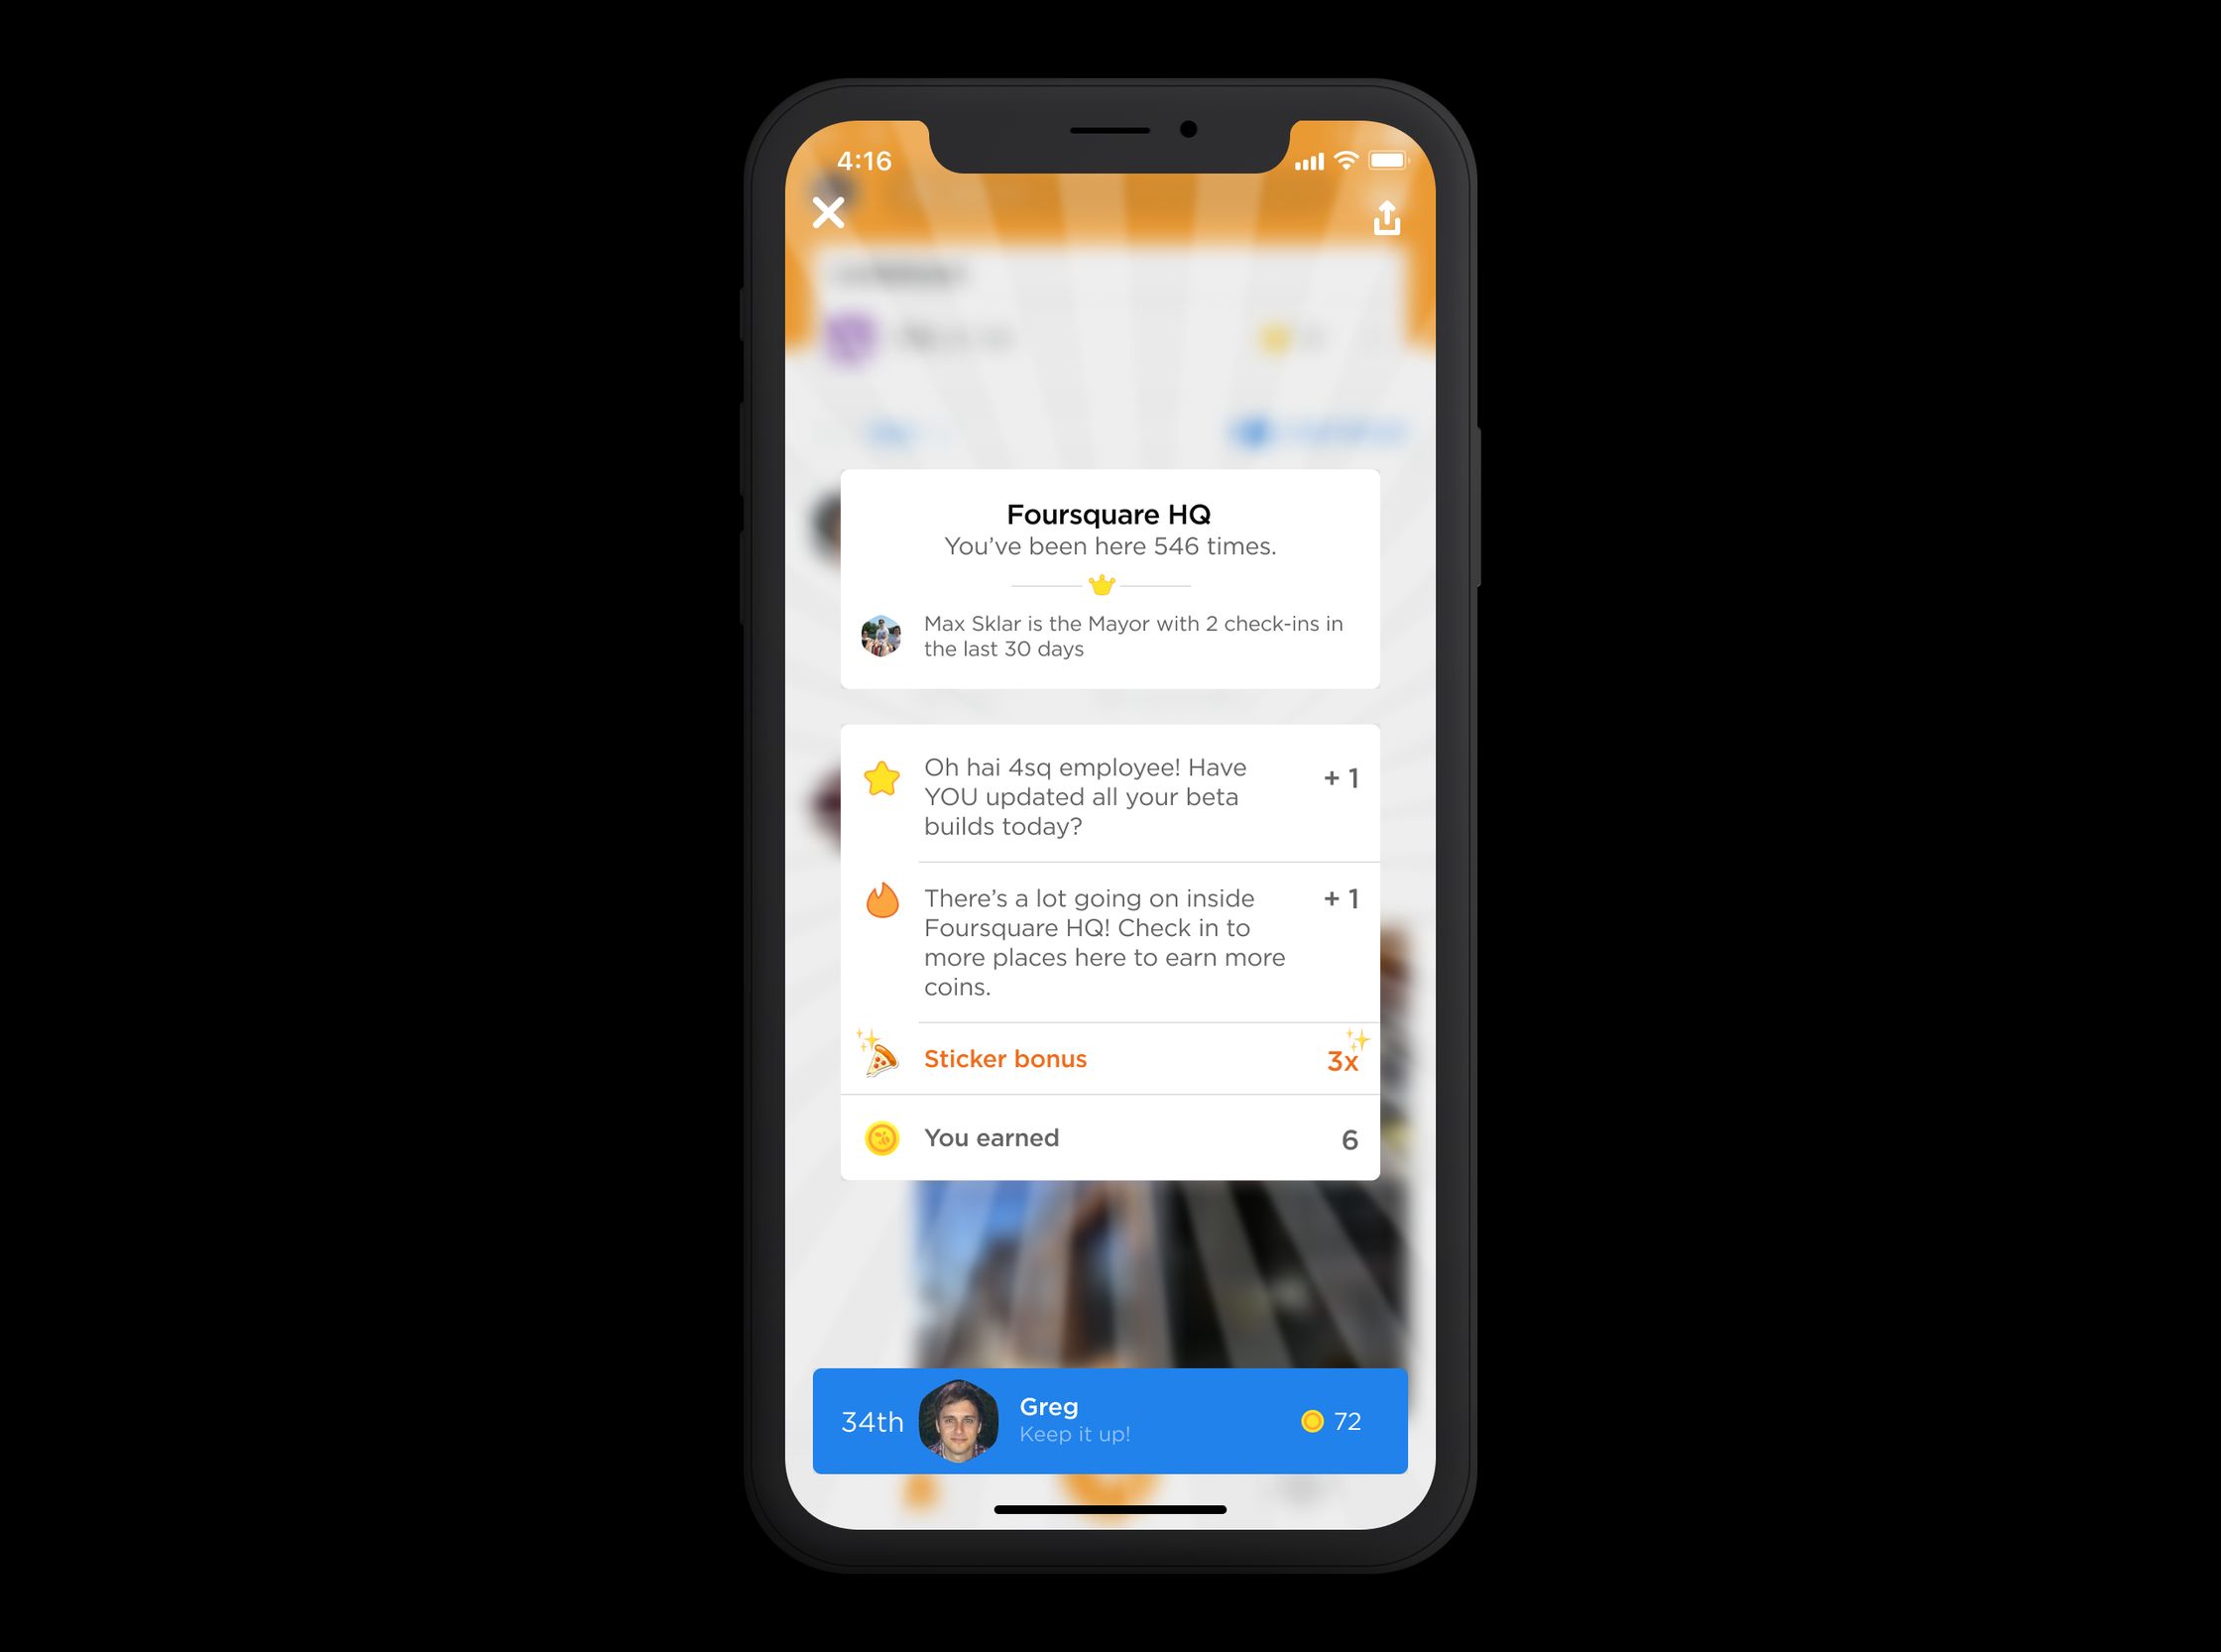 4:16
Foursquare HQ
You’ve been here 546 times.
Max Sklar is the Mayor with 2 check-ins in
the last 30 days
Oh hai 4sq employee! Have
YOU updated all your beta
builds today?
+ 1
There’s a lot going on inside
Foursquare HQ! Check in to
more places here to earn more
coins.
+ 1
Sticker bonus
3x
You earned
6
34th
Greg
Keep it up!
72